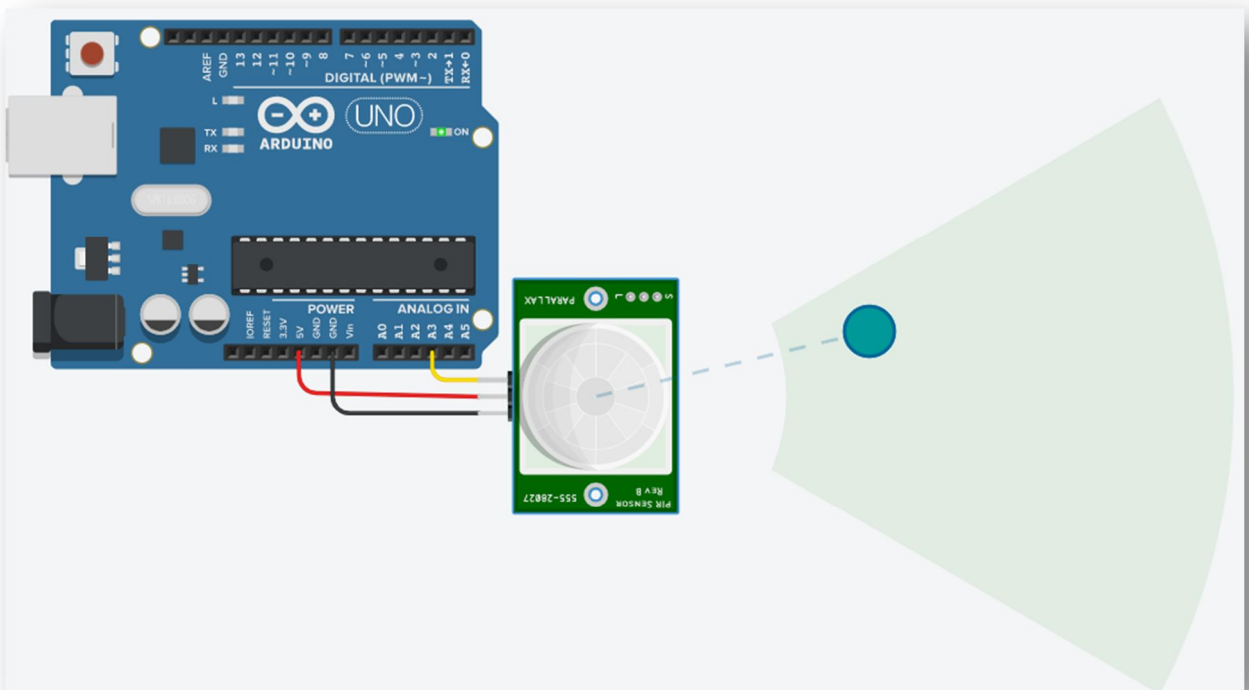 AREF
GND
13
12
~11
~10
~9
8
7
~6
~5
4
~3
2
TX→1
RX←0
DIGITAL (PWM~)
L
TX
RX
ARDUINO
UNO
ON
POWER
ANALOG IN
IOREF
RESET
3.3V
5V
GND
GND
Vin
A0
A1
A2
A3
A4
A5
PARALLAX
L
S
555-28027
PIR SENSOR
REV B